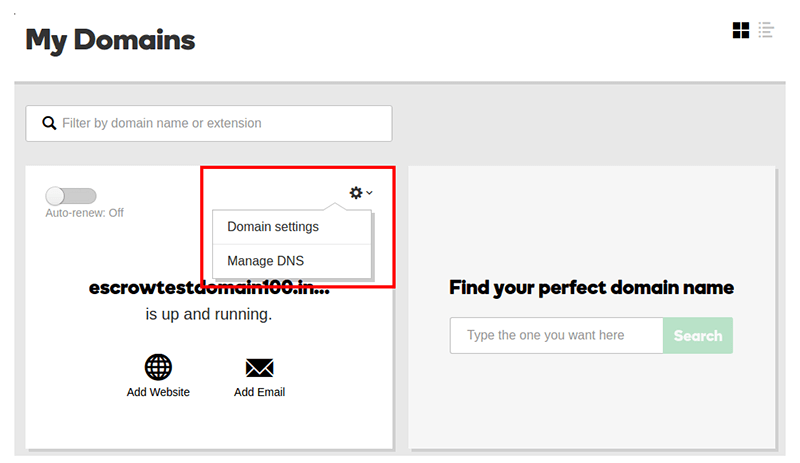 My Domains
Filter by domain name or extension
Auto-renew: Off
Domain settings
Manage DNS
escrowtestdomain100.in...
is up and running.
Add Website
Add Email
Find your perfect domain name
Type the one you want here
Search